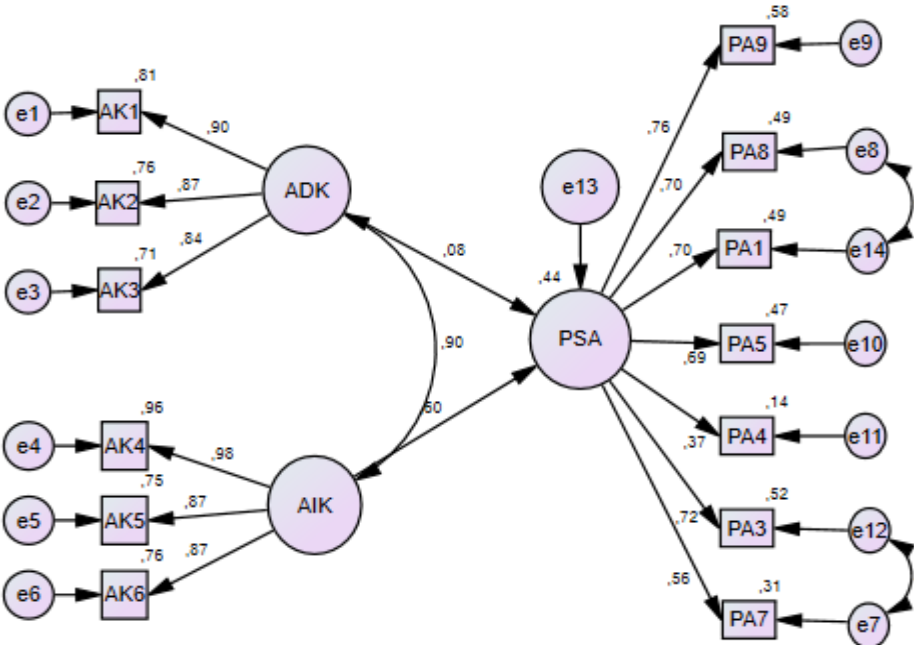 ,58
PA9
e9
,81
e1
AK1
,90
,76
,49
PA8
e8
,70
,76
,87
e2
AK2
ADK
e13
,49
PA1
e14
,70
,84
,71
e3
AK3
,08
,44
PSA
,47
PA5
e10
,69
,90
,14
PA4
e11
,37
,60
,96
e4
AK4
,98
,75
e5
AK5
,87
AIK
,52
PA3
e12
,72
,76
e6
AK6
,87
,56
,31
PA7
e7